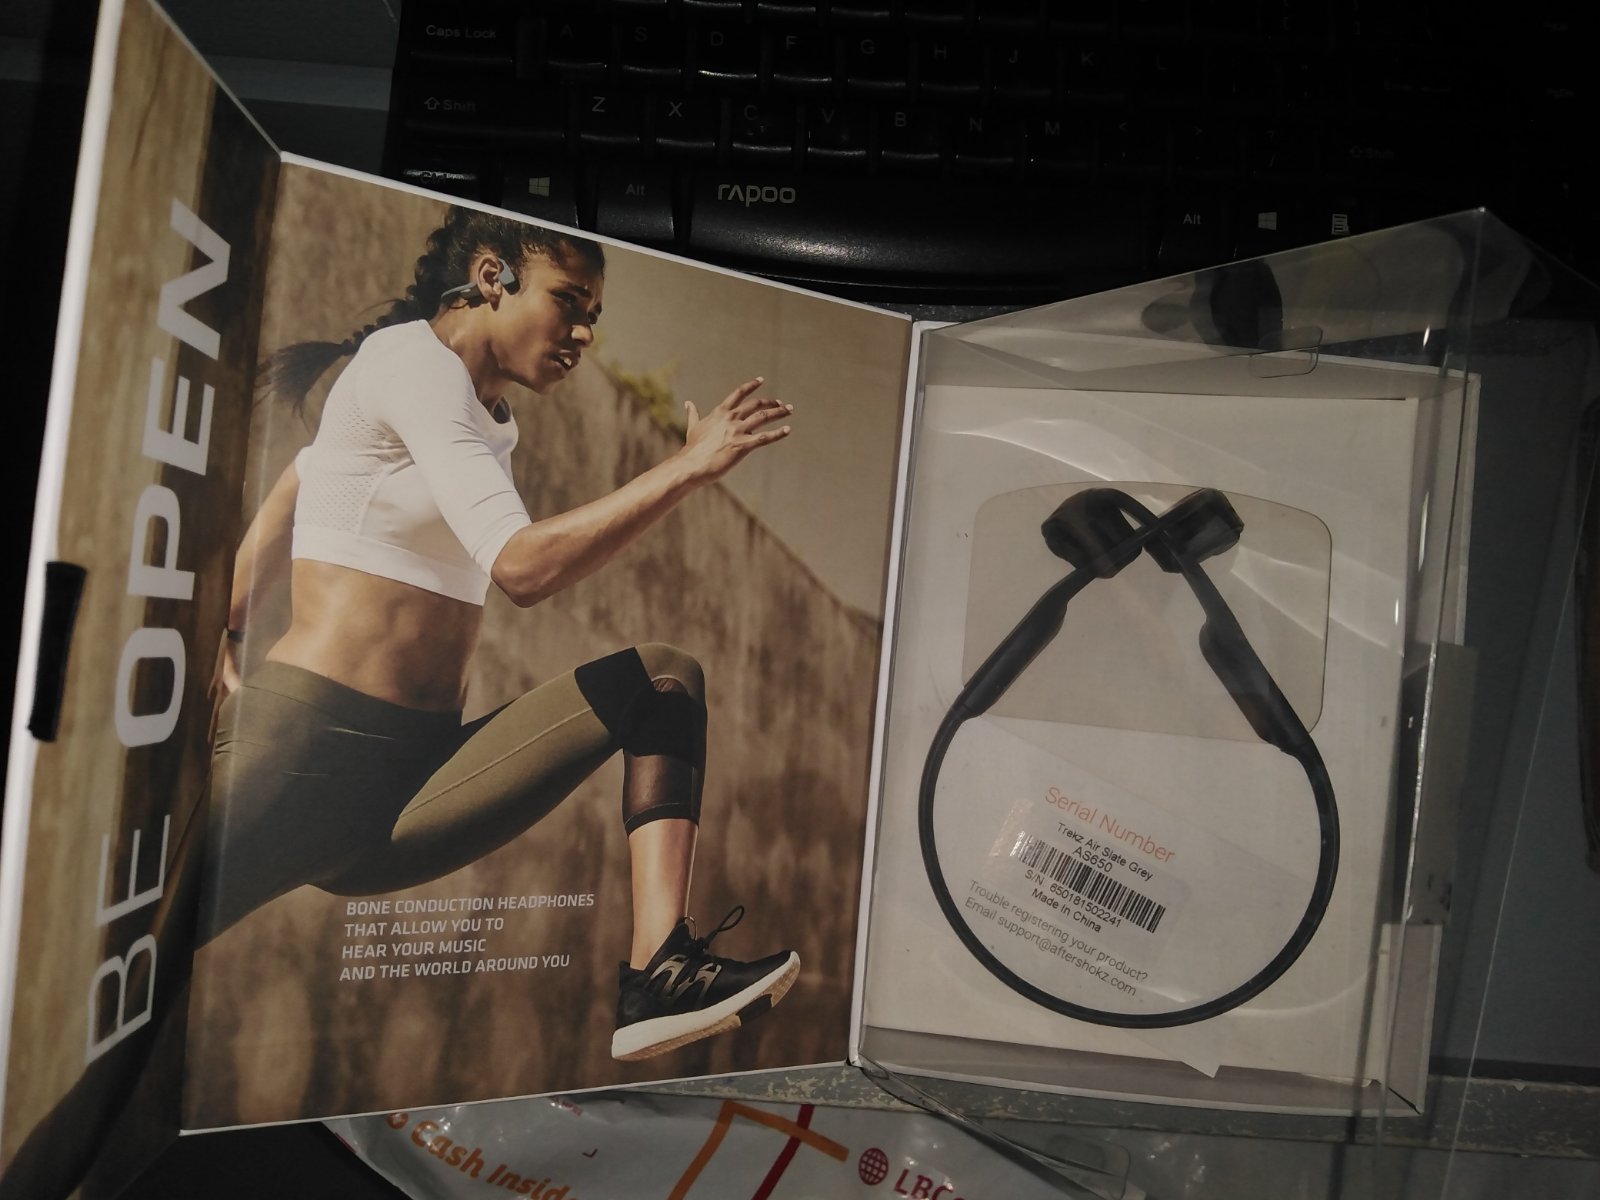 Caps Lock
A
S
D
F
G
H
J
K
L
Shift
Z
X
C
V
B
N
M
<
>
?
/
Shift
Alt
rapoo
Alt
BE OPEN
BONE CONDUCTION HEADPHONES
THAT ALLOW YOU TO
HEAR YOUR MUSIC
AND THE WORLD AROUND YOU
Serial Number
Trekz Air Slate Grey
AS650
S/N 650181502241
Made in China
Trouble registering your product?
Email support@aftershokz.com
Cash Inside
LBC